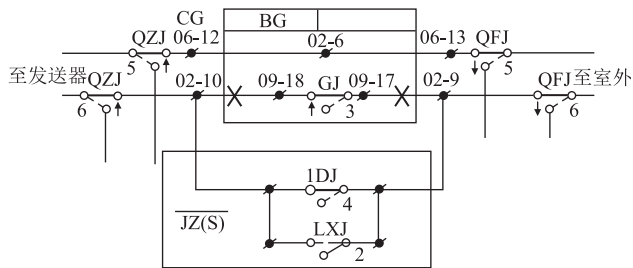 CG
BG
QZJ
06-12
02-6
06-13
QFJ
5
5
至发送器
QZJ
02-10
09-18
GJ
09-17
02-9
QFJ
至室外
6
3
6
1DJ
4
JZ(S)
LXJ
2